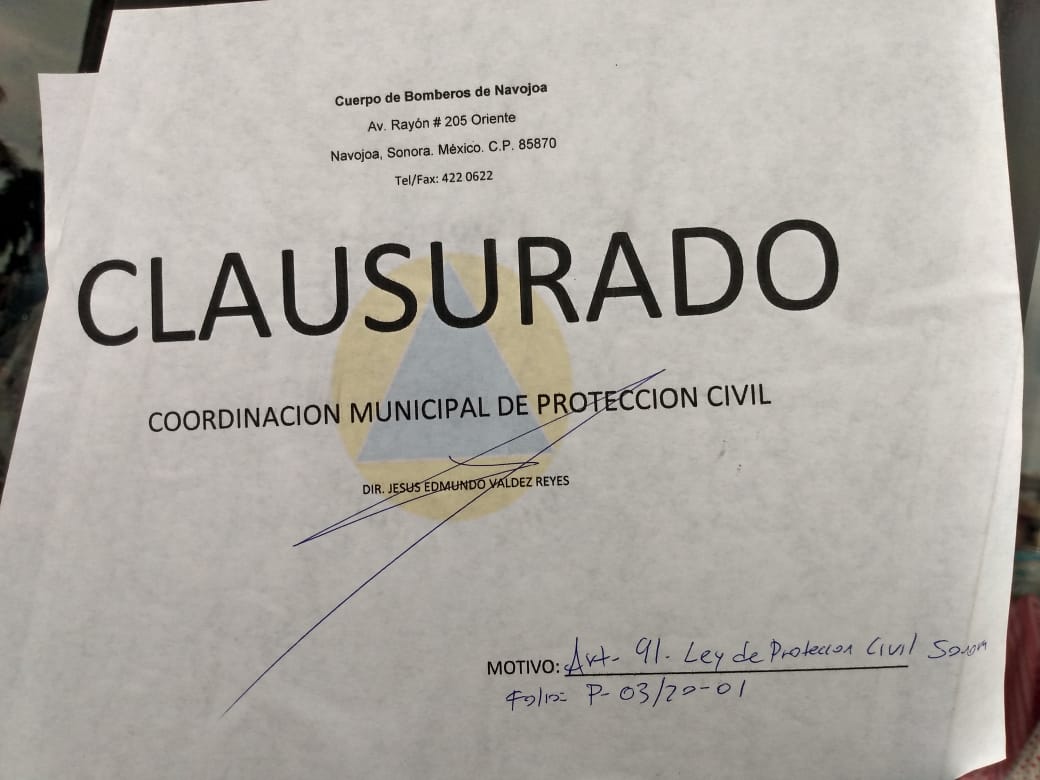 Cuerpo de Bomberos de Navojoa
Av. Rayón # 205 Oriente
Navojoa, Sonora. México. C.P. 85870
Tel/Fax: 422 0622
CLAUSURADO
COORDINACION MUNICIPAL DE PROTECCION CIVIL
DIR. JESUS EDMUNDO VALDEZ REYES
MOTIVO: Art- 91. Ley de Proteccion Civil Sonora
Folio: P-03/20-01